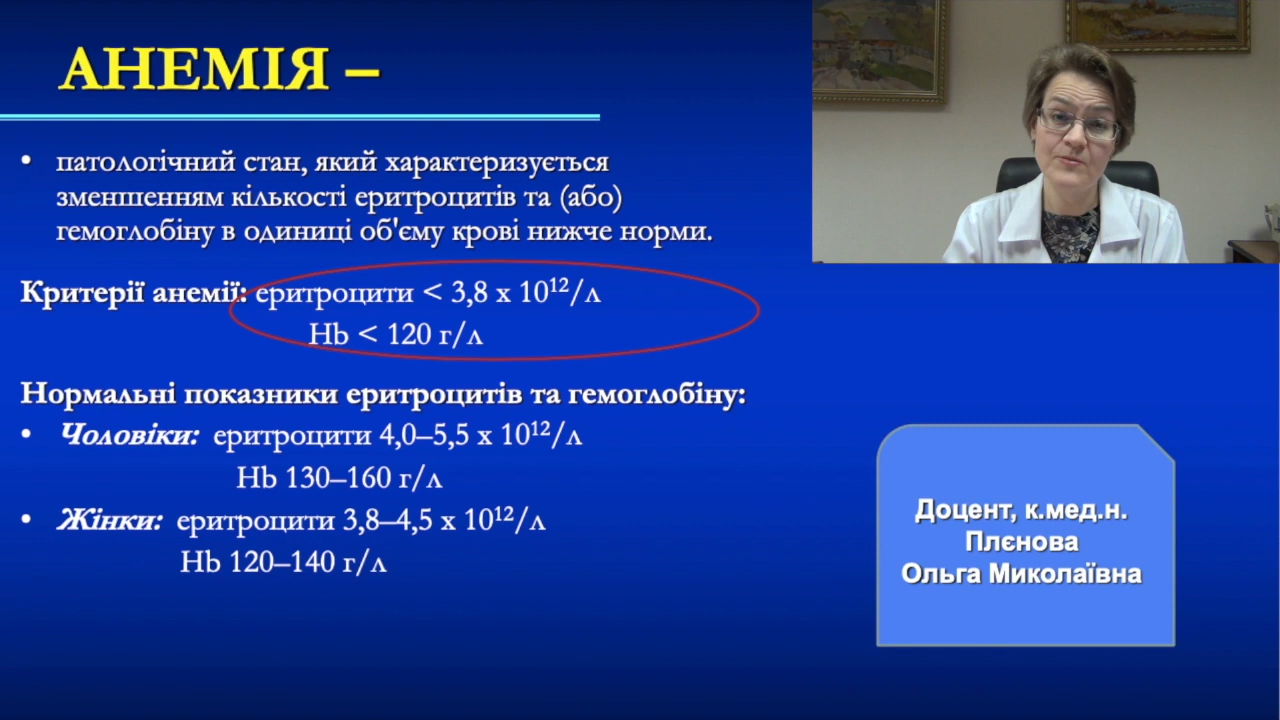 АНЕМІЯ –
• патологічний стан, який характеризується
зменшенням кількості еритроцитів та (або)
гемоглобіну в одиниці об'єму крові нижче норми.
Критерії анемії: еритроцити < 3,8 х 10¹²/л
Hb < 120 г/л
Нормальні показники еритроцитів та гемоглобіну:
• Чоловіки: еритроцити 4,0–5,5 х 10¹²/л
Hb 130–160 г/л
• Жінки: еритроцити 3,8–4,5 х 10¹²/л
Hb 120–140 г/л
Доцент, к.мед.н.
Плєнова
Ольга Миколаївна